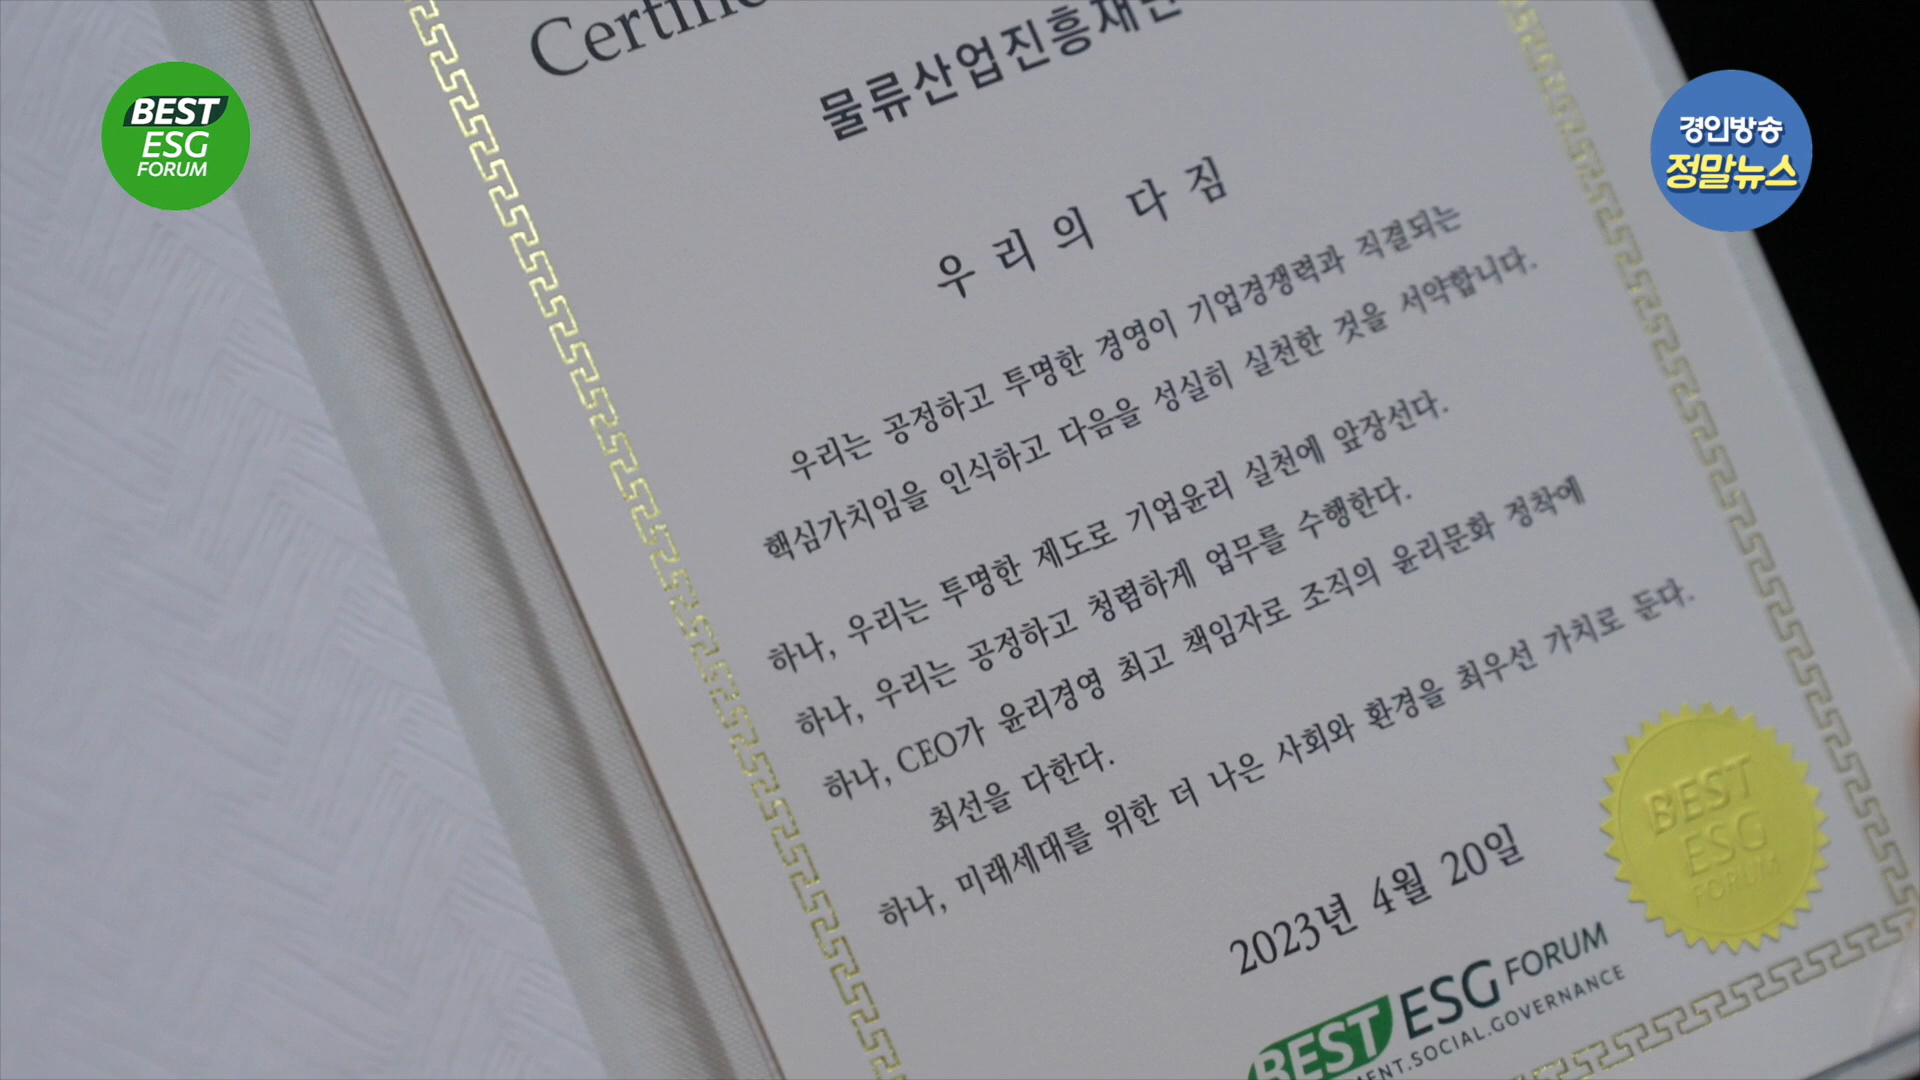 BEST
ESG
FORUM
경인방송
정말뉴스
물류산업진흥재단
우리의 다짐
우리는 공정하고 투명한 경영이 기업경쟁력과 직결되는
핵심가치임을 인식하고 다음을 성실히 실천한 것을 서약합니다.
하나, 우리는 투명한 제도로 기업윤리 실천에 앞장선다.
하나, 우리는 공정하고 청렴하게 업무를 수행한다.
하나, CEO가 윤리경영 최고 책임자로 조직의 윤리문화 정착에
최선을 다한다.
하나, 미래세대를 위한 더 나은 사회와 환경을 최우선 가치로 둔다.
2023년 4월 20일
BEST ESG FORUM
SOCIAL.GOVERNANCE
BEST
ESG
FORUM